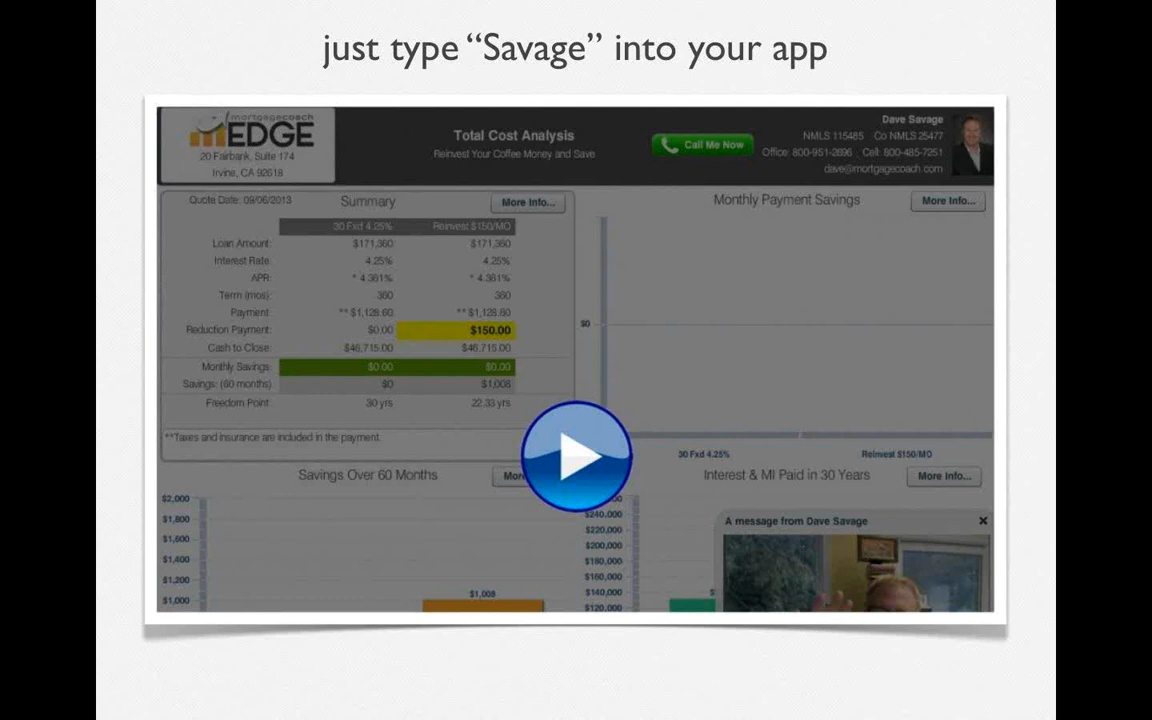 just type “Savage” into your app
mortgagecoach
EDGE
20 Fairbank, Suite 174
Irvine, CA 92618
Total Cost Analysis
Reinvest Your Coffee Money and Save
Call Me Now
Dave Savage
NMLS 115485 Co NMLS 25477
Office: 800-951-2696 Cell: 800-485-7251
dave@mortgagecoach.com
Quote Date: 09/06/2013 Summary More Info...
30 Fxd 4.25% Reinvest $150/MO
Loan Amount: $171,360 $171,360
Interest Rate: 4.25% 4.25%
APR: * 4.361% * 4.361%
Term (mos): 360 360
Payment: ** $1,128.60 ** $1,128.60
Reduction Payment: $0.00 $150.00
Cash to Close: $46,715.00 $46,715.00
Monthly Savings: $0.00 $0.00
Savings: (60 months) $0 $1,008
Freedom Point: 30 yrs 22.33 yrs
**Taxes and insurance are included in the payment.
Monthly Payment Savings More Info...
$0
30 Fxd 4.25% Reinvest $150/MO
Savings Over 60 Months More
$2,000
$1,800
$1,600
$1,400
$1,200
$1,000
$1,008
Interest & MI Paid in 30 Years More Info...
$240,000
$220,000
$200,000
$180,000
$160,000
$140,000
$120,000
A message from Dave Savage